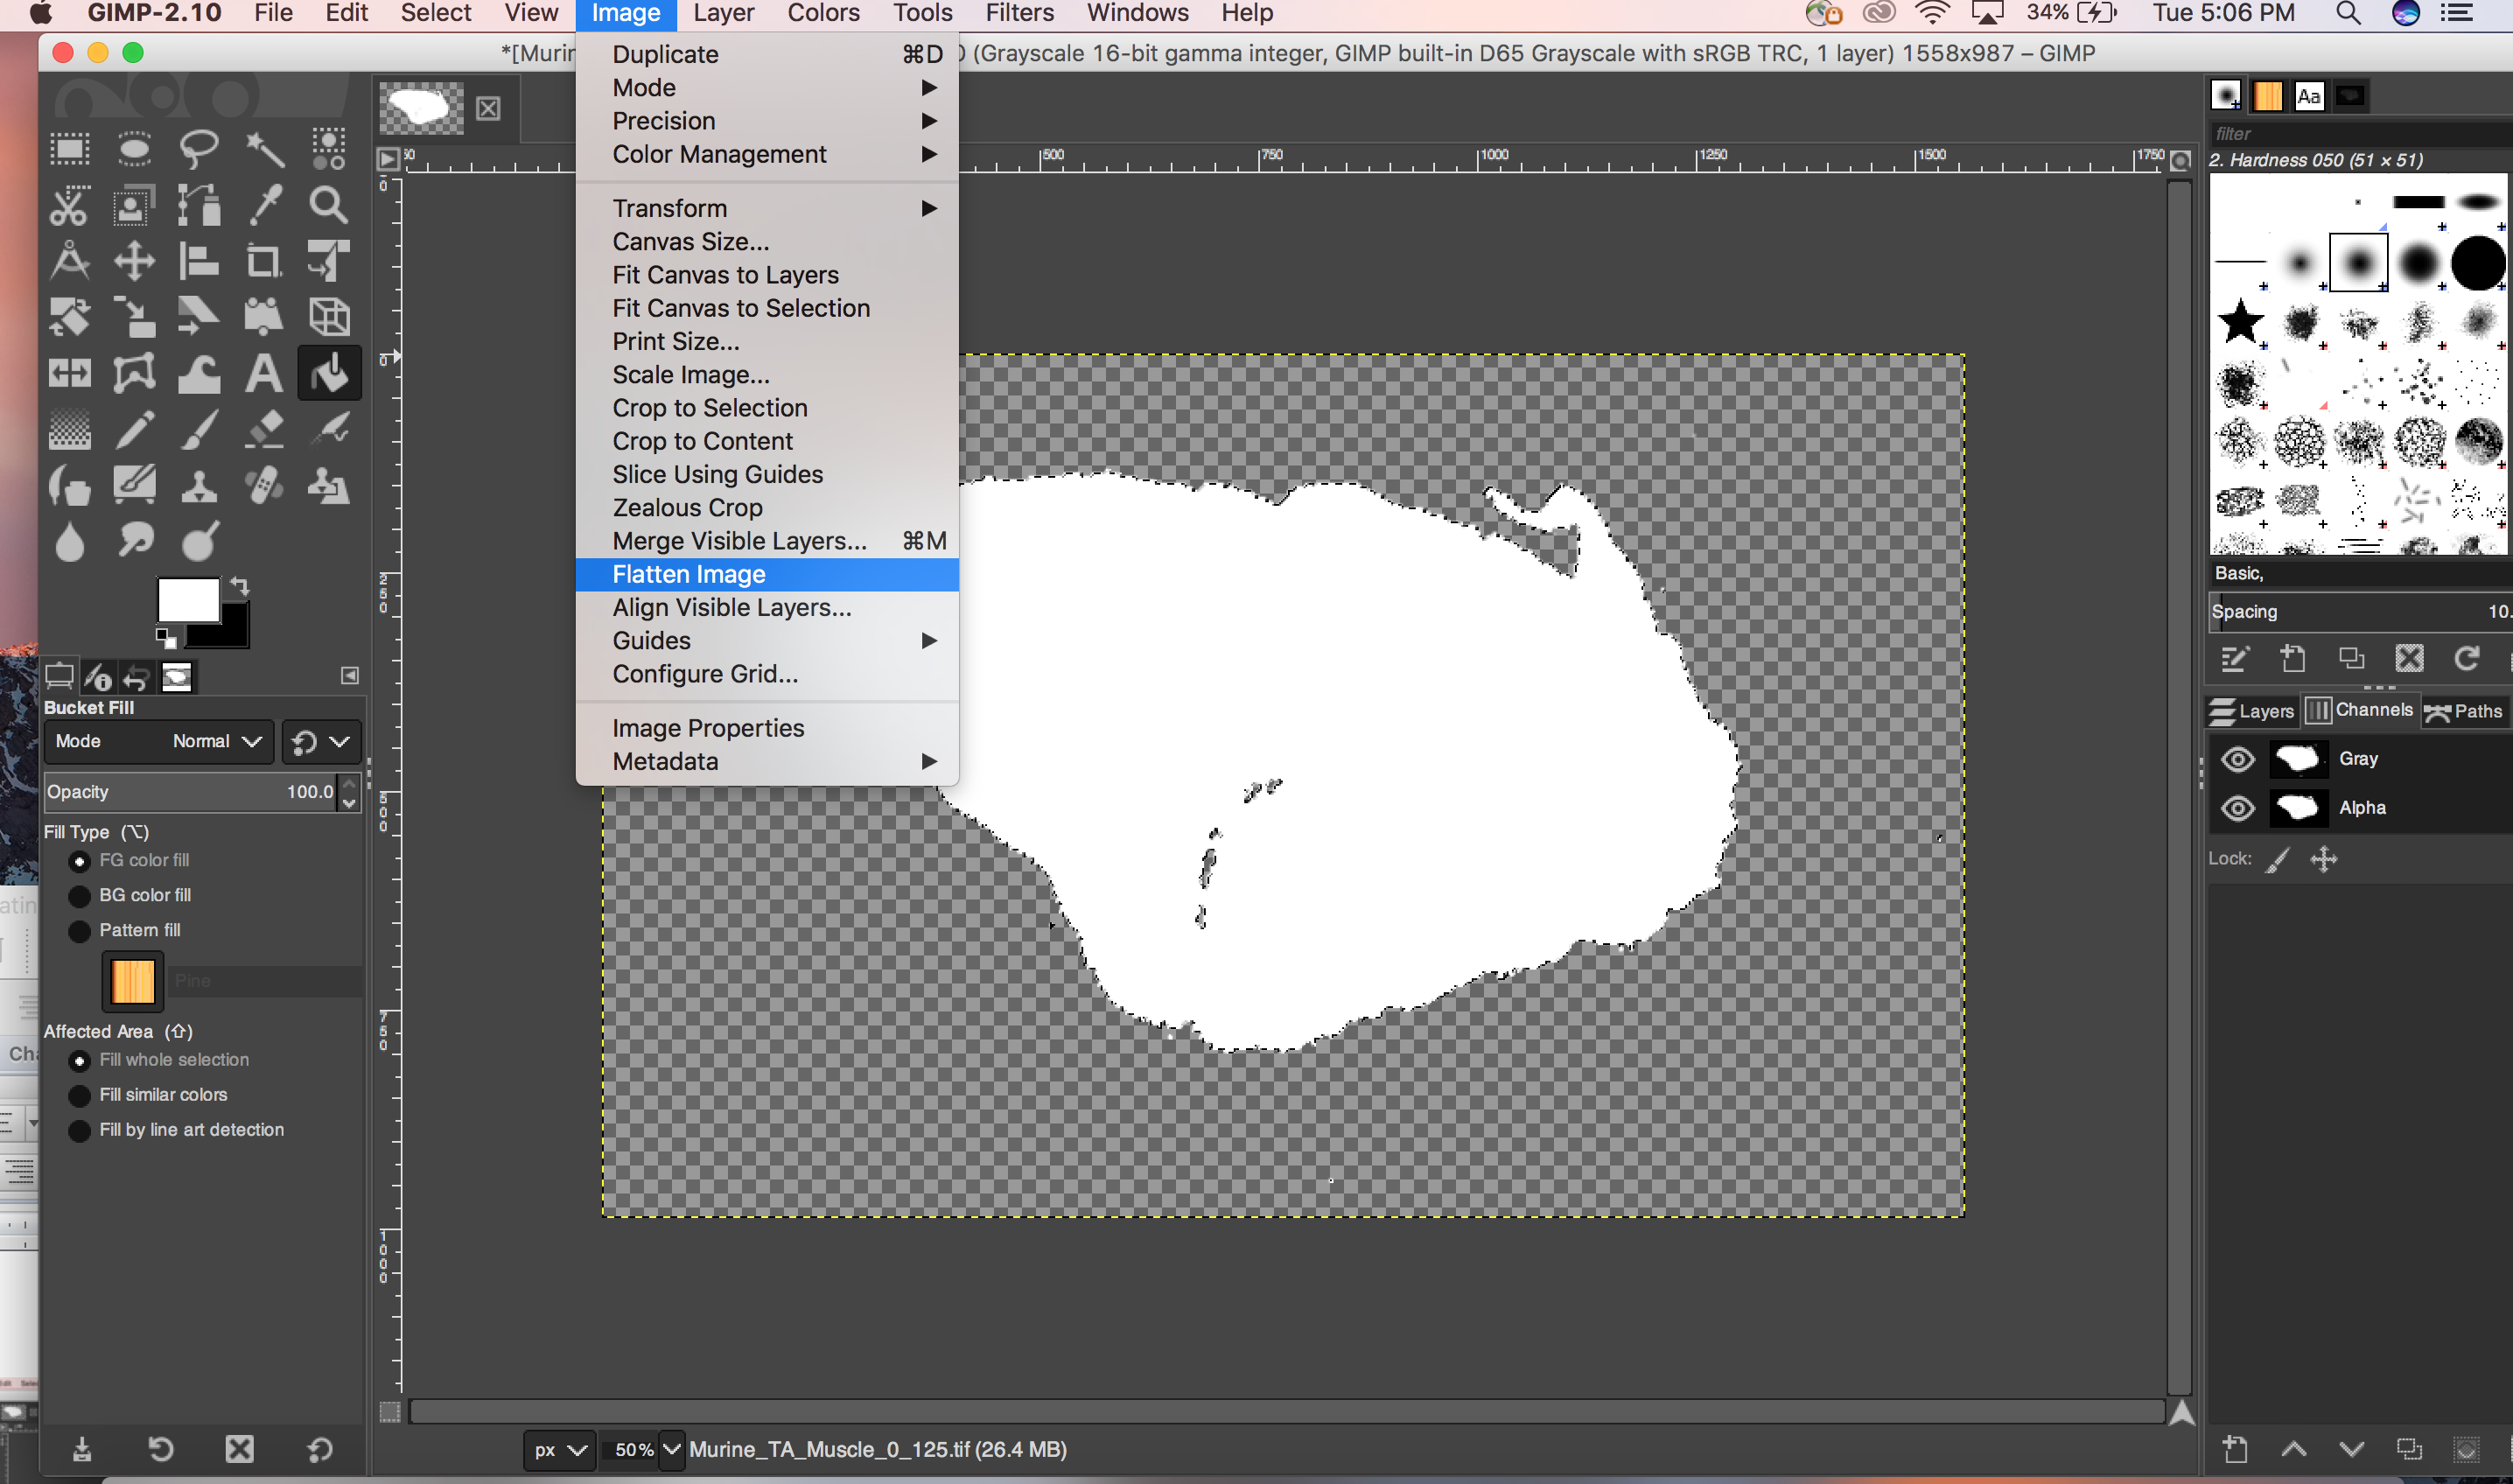 GIMP-2.10 File Edit Select View Image Layer Colors Tools Filters Windows Help 34% Tue 5:06 PM
*[Murin
(Grayscale 16-bit gamma integer, GIMP built-in D65 Grayscale with sRGB TRC, 1 layer) 1558x987 – GIMP
Duplicate ⌘D
Mode
Precision
Color Management
Transform
Canvas Size...
Fit Canvas to Layers
Fit Canvas to Selection
Print Size...
Scale Image...
Crop to Selection
Crop to Content
Slice Using Guides
Zealous Crop
Merge Visible Layers... ⌘M
Flatten Image
Align Visible Layers...
Guides
Configure Grid...
Image Properties
Metadata
500 750 1000 1250 1500 1750
0
250
500
750
1000
Bucket Fill
Mode Normal
Opacity 100.0
Fill Type (⌥)
FG color fill
BG color fill
Pattern fill
Pine
Affected Area (⇧)
Fill whole selection
Fill similar colors
Fill by line art detection
px 50% Murine_TA_Muscle_0_125.tif (26.4 MB)
Aa
filter
2. Hardness 050 (51 × 51)
Basic,
Spacing 10.
Layers Channels Paths
Gray
Alpha
Lock: